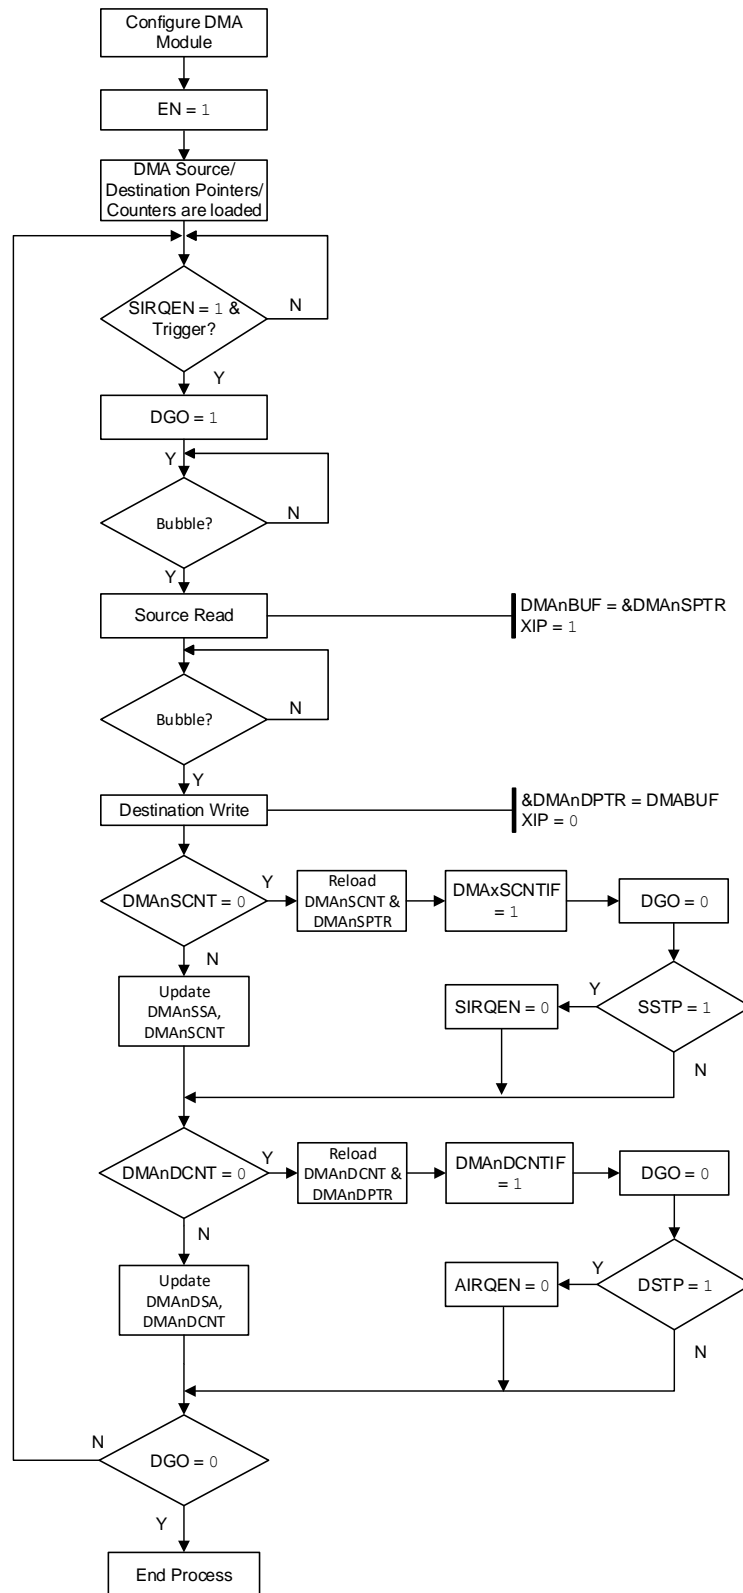 Configure DMA
Module
EN = 1
DMA Source/
Destination Pointers/
Counters are loaded
SIRQEN = 1 &
Trigger?
N
Y
DGO = 1
Y
Bubble?
N
Y
Source Read
DMAnBUF = &DMAnSPTR
XIP = 1
Bubble?
N
Y
Destination Write
&DMAnDPTR = DMABUF
XIP = 0
DMAnSCNT = 0
Y
Reload
DMAnSCNT &
DMAnSPTR
DMAxSCNTIF
= 1
DGO = 0
N
Update
DMAnSSA,
DMAnSCNT
SIRQEN = 0
Y
SSTP = 1
N
DMAnDCNT = 0
Y
Reload
DMAnDCNT &
DMAnDPTR
DMAnDCNTIF
= 1
DGO = 0
N
Update
DMAnDSA,
DMAnDCNT
AIRQEN = 0
Y
DSTP = 1
N
N
DGO = 0
Y
End Process